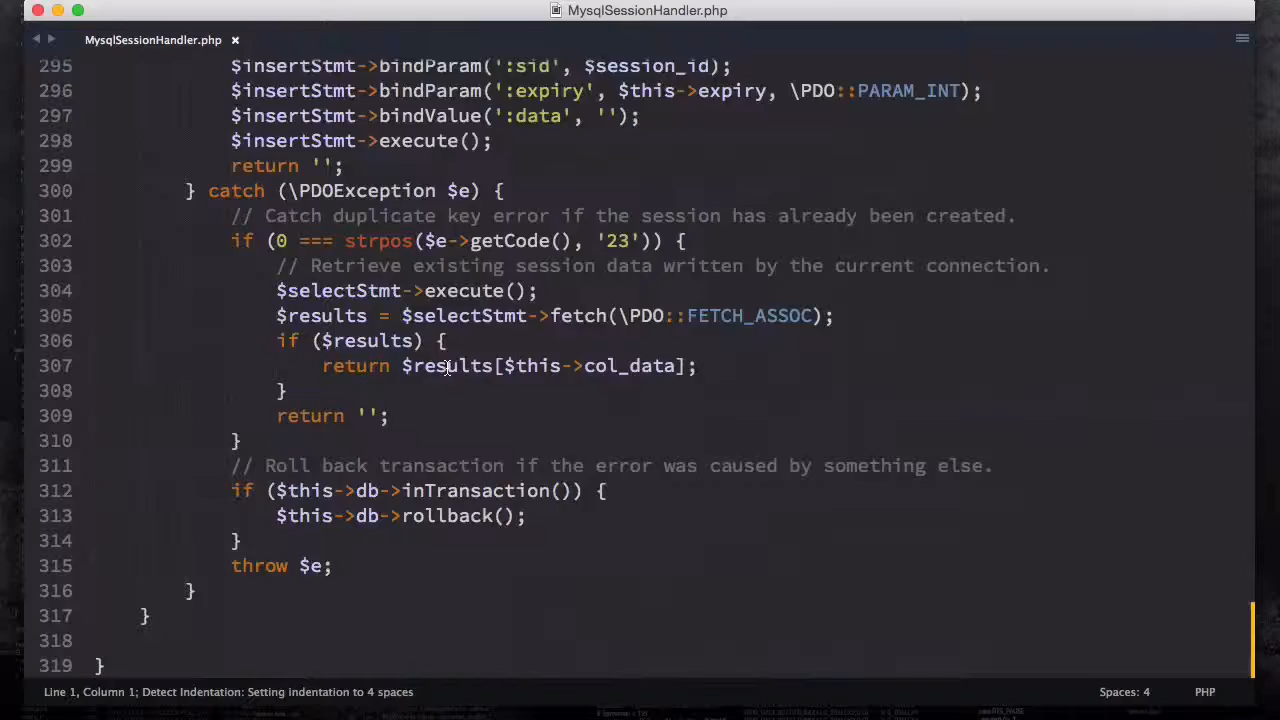 MysqlSessionHandler.php
MysqlSessionHandler.php ×
295 $insertStmt->bindParam(':sid', $session_id);
296 $insertStmt->bindParam(':expiry', $this->expiry, \PDO::PARAM_INT);
297 $insertStmt->bindValue(':data', '');
298 $insertStmt->execute();
299 return '';
300 } catch (\PDOException $e) {
301 // Catch duplicate key error if the session has already been created.
302 if (0 === strpos($e->getCode(), '23')) {
303 // Retrieve existing session data written by the current connection.
304 $selectStmt->execute();
305 $results = $selectStmt->fetch(\PDO::FETCH_ASSOC);
306 if ($results) {
307 return $results[$this->col_data];
308 }
309 return '';
310 }
311 // Roll back transaction if the error was caused by something else.
312 if ($this->db->inTransaction()) {
313 $this->db->rollback();
314 }
315 throw $e;
316 }
317 }
318
319 }
Line 1, Column 1; Detect Indentation: Setting indentation to 4 spaces Spaces: 4 PHP